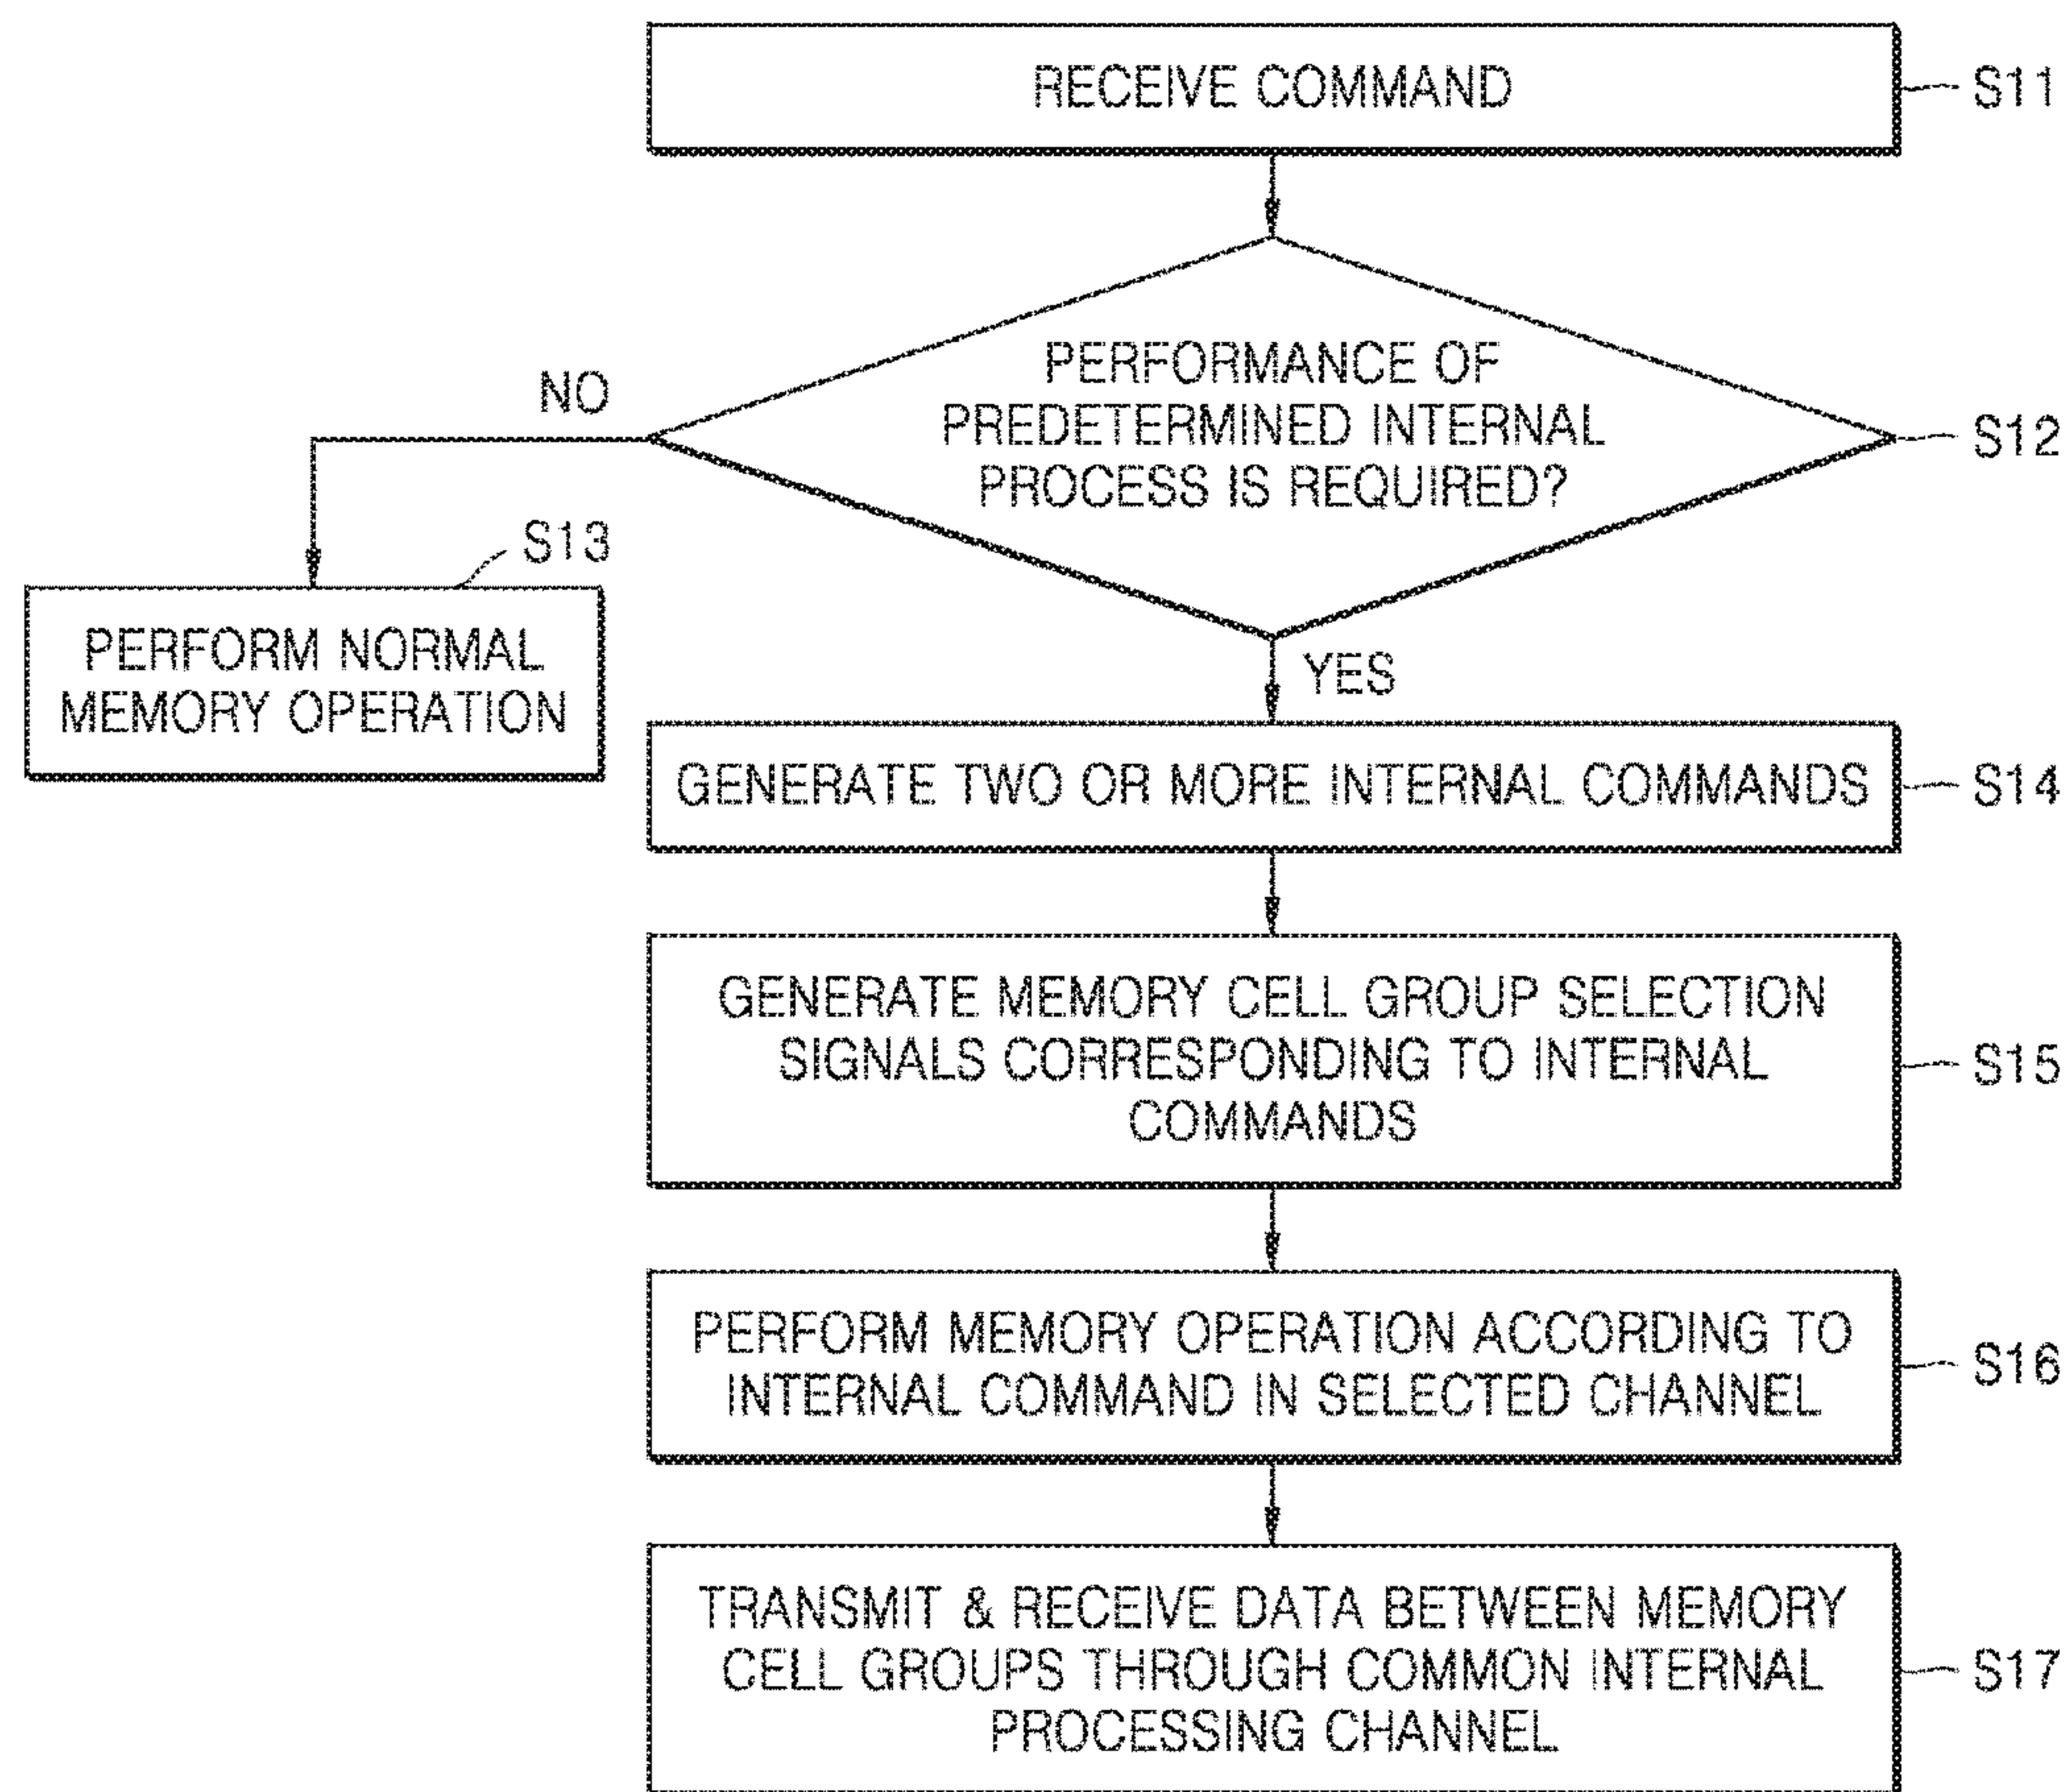 RECEIVE COMMAND
S11
PERFORMANCE OF
PREDETERMINED INTERNAL
PROCESS IS REQUIRED?
S12
NO
S13
PERFORM NORMAL
MEMORY OPERATION
YES
GENERATE TWO OR MORE INTERNAL COMMANDS
S14
GENERATE MEMORY CELL GROUP SELECTION
SIGNALS CORRESPONDING TO INTERNAL
COMMANDS
S15
PERFORM MEMORY OPERATION ACCORDING TO
INTERNAL COMMAND IN SELECTED CHANNEL
S16
TRANSMIT & RECEIVE DATA BETWEEN MEMORY
CELL GROUPS THROUGH COMMON INTERNAL
PROCESSING CHANNEL
S17